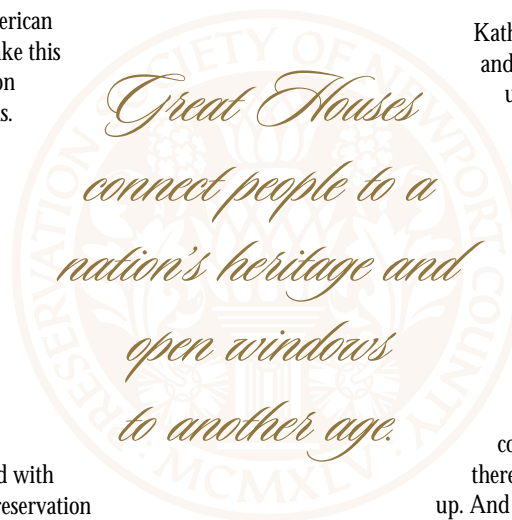 erican
ke this
on
s.
Kath
and
u
Great Houses
connect people to a
nation's heritage and
open windows
to another age.
PRESERVATION SOCIETY OF NEWPORT COUNTY
· MCMXLV ·
d with
reservation
co
there
up. And